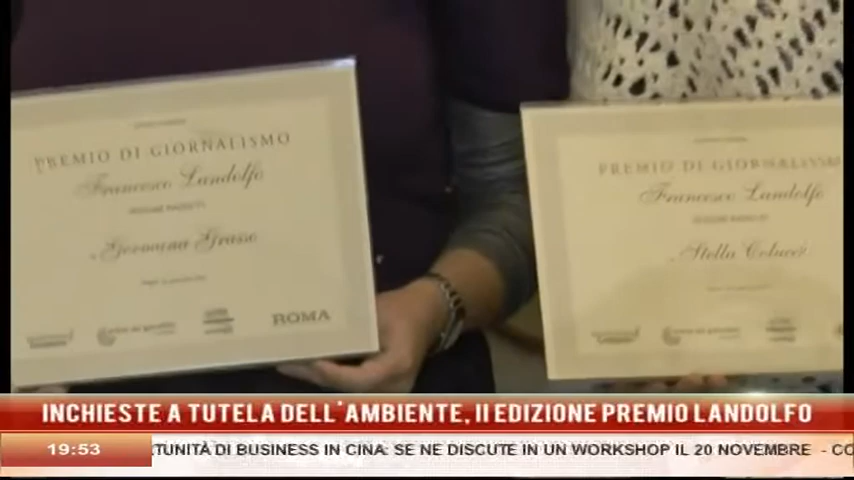 PREMIO DI GIORNALISMO
Francesco Landolfo
Giovanna Grasso
ROMA
PREMIO DI GIORNALISMO
Francesco Landolfo
Stella Colucci
INCHIESTE A TUTELA DELL'AMBIENTE, II EDIZIONE PREMIO LANDOLFO
19:53
TUNITÀ DI BUSINESS IN CINA: SE NE DISCUTE IN UN WORKSHOP IL 20 NOVEMBRE - CO